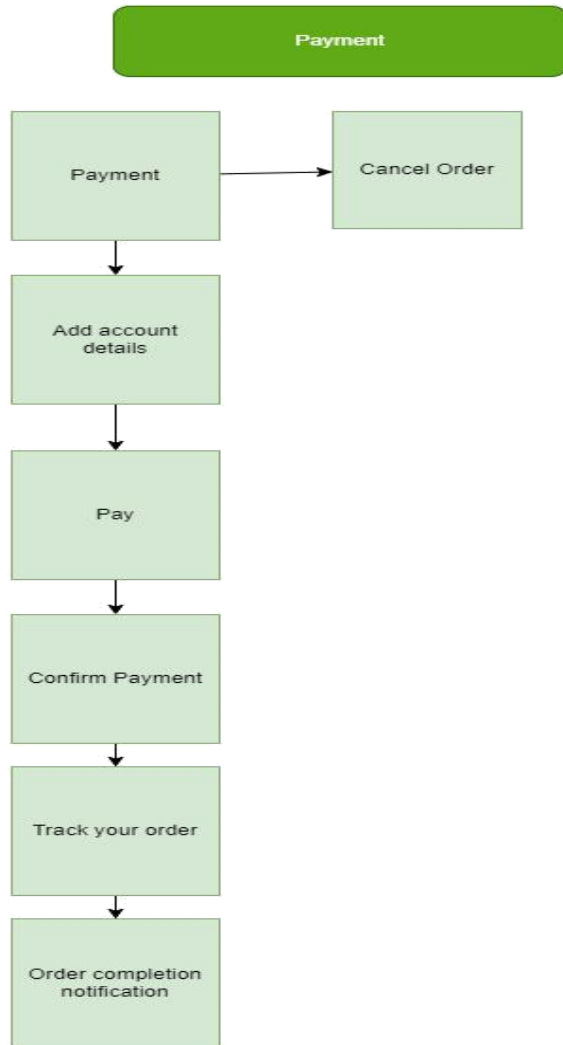 Payment
Payment
Cancel Order
Add account
details
Pay
Confirm Payment
Track your order
Order completion
notification